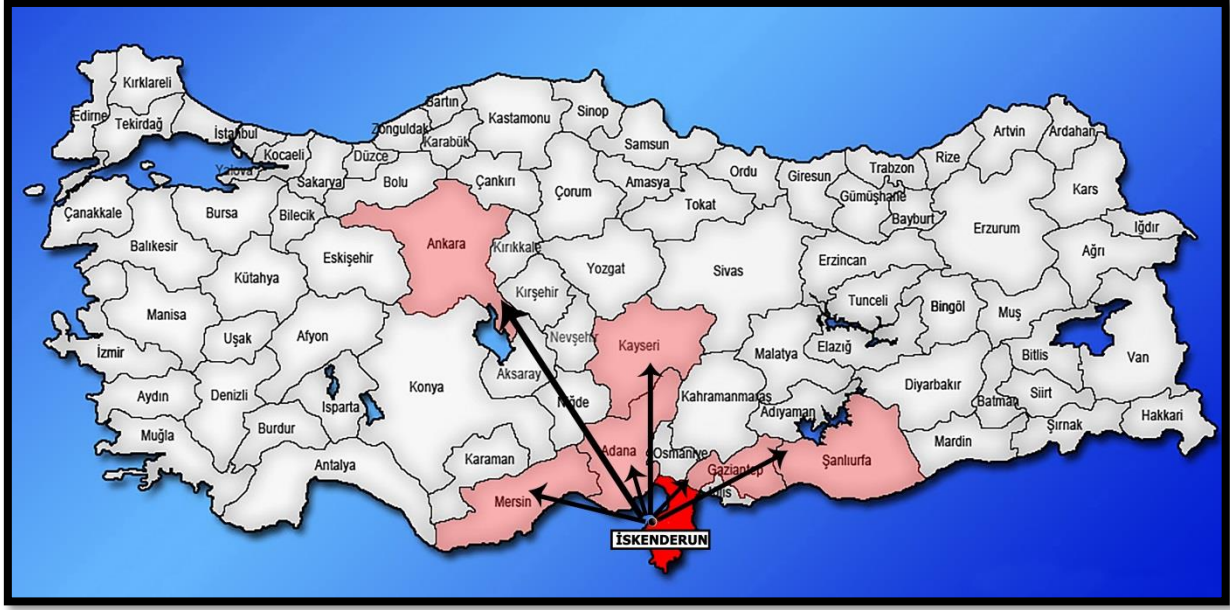 Kırklareli
Edirne
Tekirdağ
İstanbul
Kocaeli
Yalova
Sakarya
Düzce
Zonguldak
Bartın
Karabük
Kastamonu
Sinop
Samsun
Bolu
Çankırı
Çorum
Amasya
Tokat
Ordu
Giresun
Trabzon
Rize
Artvin
Ardahan
Gümüşhane
Bayburt
Kars
Iğdır
Çanakkale
Bursa
Bilecik
Balıkesir
Kütahya
Eskişehir
Ankara
Kırıkkale
Yozgat
Sivas
Erzincan
Erzurum
Ağrı
Manisa
Uşak
Afyon
Kırşehir
Nevşehir
Kayseri
Tunceli
Bingöl
Muş
İzmir
Aydın
Denizli
Isparta
Konya
Aksaray
Niğde
Malatya
Elazığ
Bitlis
Van
Muğla
Burdur
Antalya
Karaman
Kahramanmaraş
Adıyaman
Diyarbakır
Batman
Siirt
Şırnak
Hakkari
Mardin
Mersin
Adana
Osmaniye
Gaziantep
Şanlıurfa
İSKENDERUN